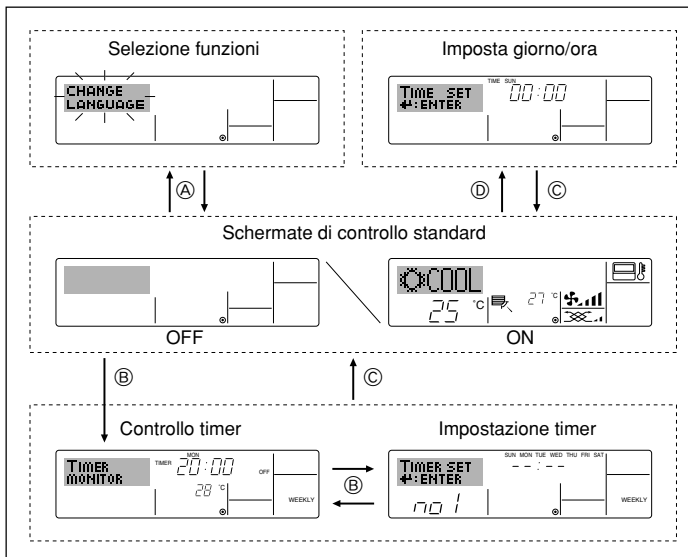 Selezione funzioni
CHANGE
LANGUAGE
Imposta giorno/ora
TIME SUN
TIME SET 00:00
↵:ENTER
Ⓐ
Ⓓ Ⓒ
Schermate di controllo standard
OFF
COOL
25 °C 27 °C
ON
Ⓑ Ⓒ
Controllo timer
MON
TIMER MONITOR
TIMER 20:00 OFF
28 °C
WEEKLY
Ⓑ
Impostazione timer
SUN MON TUE WED THU FRI SAT
TIMER SET --:--
↵:ENTER
no 1
WEEKLY